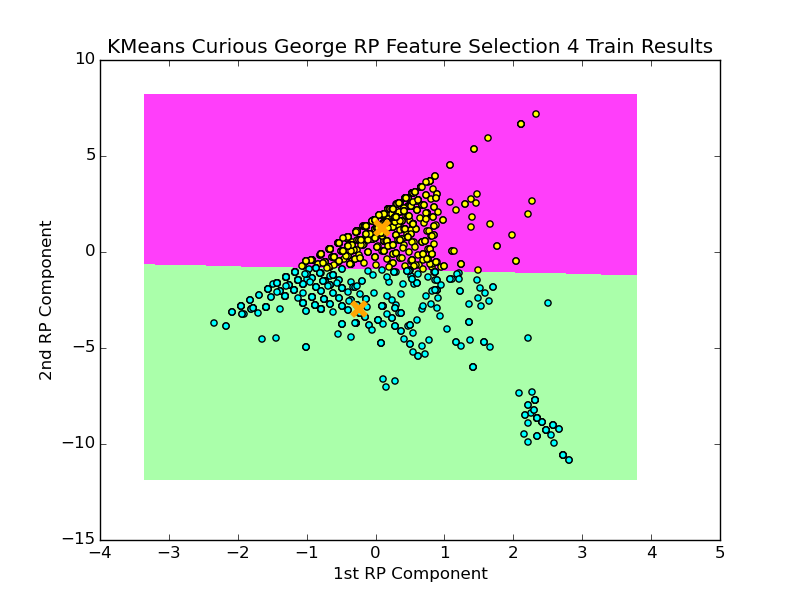 KMeans Curious George RP Feature Selection 4 Train Results
10
5
0
−5
−10
−15
2nd RP Component
−4 −3 −2 −1 0 1 2 3 4 5
1st RP Component